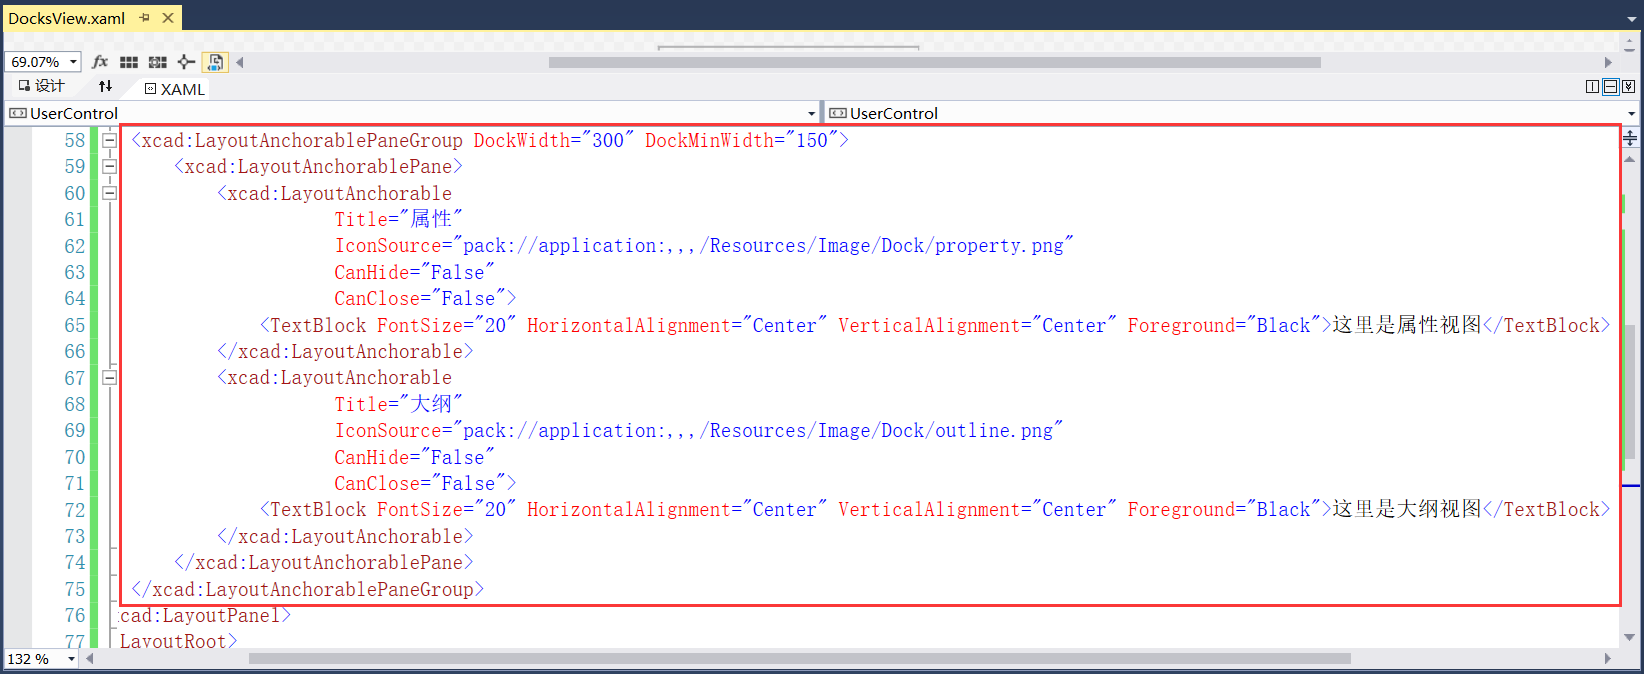 DocksView.xaml
69.07%
fx
设计
XAML
UserControl
UserControl
58 <xcad:LayoutAnchorablePaneGroup DockWidth="300" DockMinWidth="150">
59 <xcad:LayoutAnchorablePane>
60 <xcad:LayoutAnchorable
61 Title="属性"
62 IconSource="pack://application:,,,/Resources/Image/Dock/property.png"
63 CanHide="False"
64 CanClose="False">
65 <TextBlock FontSize="20" HorizontalAlignment="Center" VerticalAlignment="Center" Foreground="Black">这里是属性视图</TextBlock>
66 </xcad:LayoutAnchorable>
67 <xcad:LayoutAnchorable
68 Title="大纲"
69 IconSource="pack://application:,,,/Resources/Image/Dock/outline.png"
70 CanHide="False"
71 CanClose="False">
72 <TextBlock FontSize="20" HorizontalAlignment="Center" VerticalAlignment="Center" Foreground="Black">这里是大纲视图</TextBlock>
73 </xcad:LayoutAnchorable>
74 </xcad:LayoutAnchorablePane>
75 </xcad:LayoutAnchorablePaneGroup>
76 cad:LayoutPanel>
77 LayoutRoot>
132 %